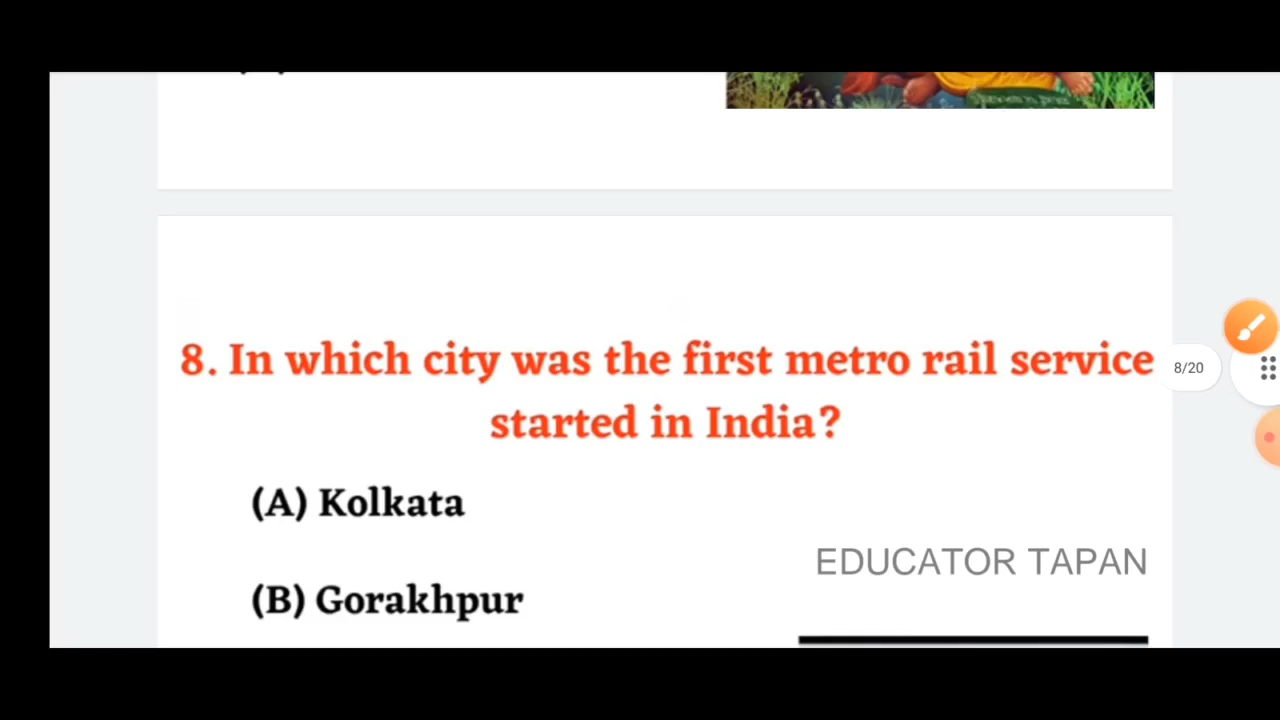 8. In which city was the first metro rail service
started in India?
8/20
(A) Kolkata
EDUCATOR TAPAN
(B) Gorakhpur